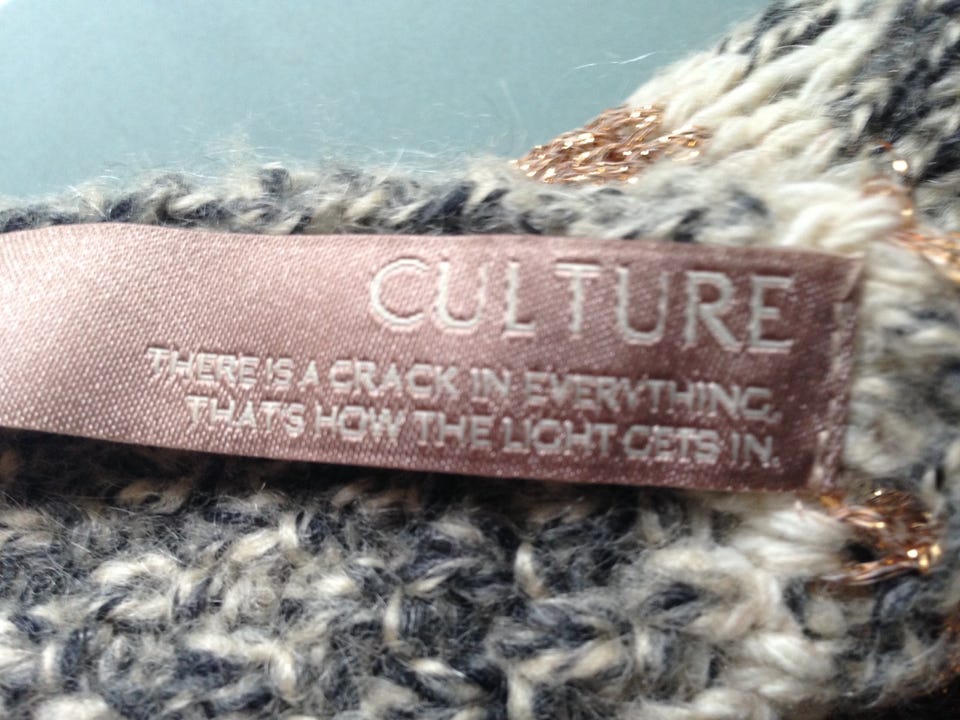 CULTURE
THERE IS A CRACK IN EVERYTHING.
THAT'S HOW THE LIGHT GETS IN.